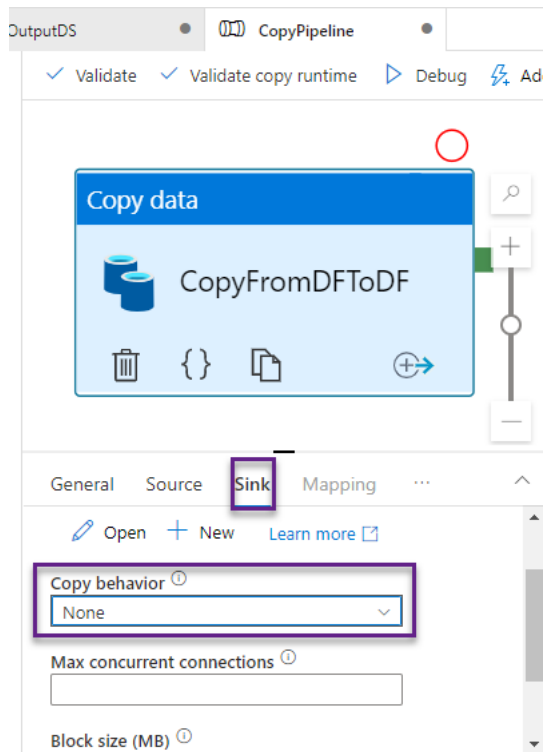 OutputDS
CopyPipeline
Validate
Validate copy runtime
Debug
Ad
Copy data
CopyFromDFToDF
{}
General
Source
Sink
Mapping
...
Open
New
Learn more
Copy behavior
None
Max concurrent connections
Block size (MB)